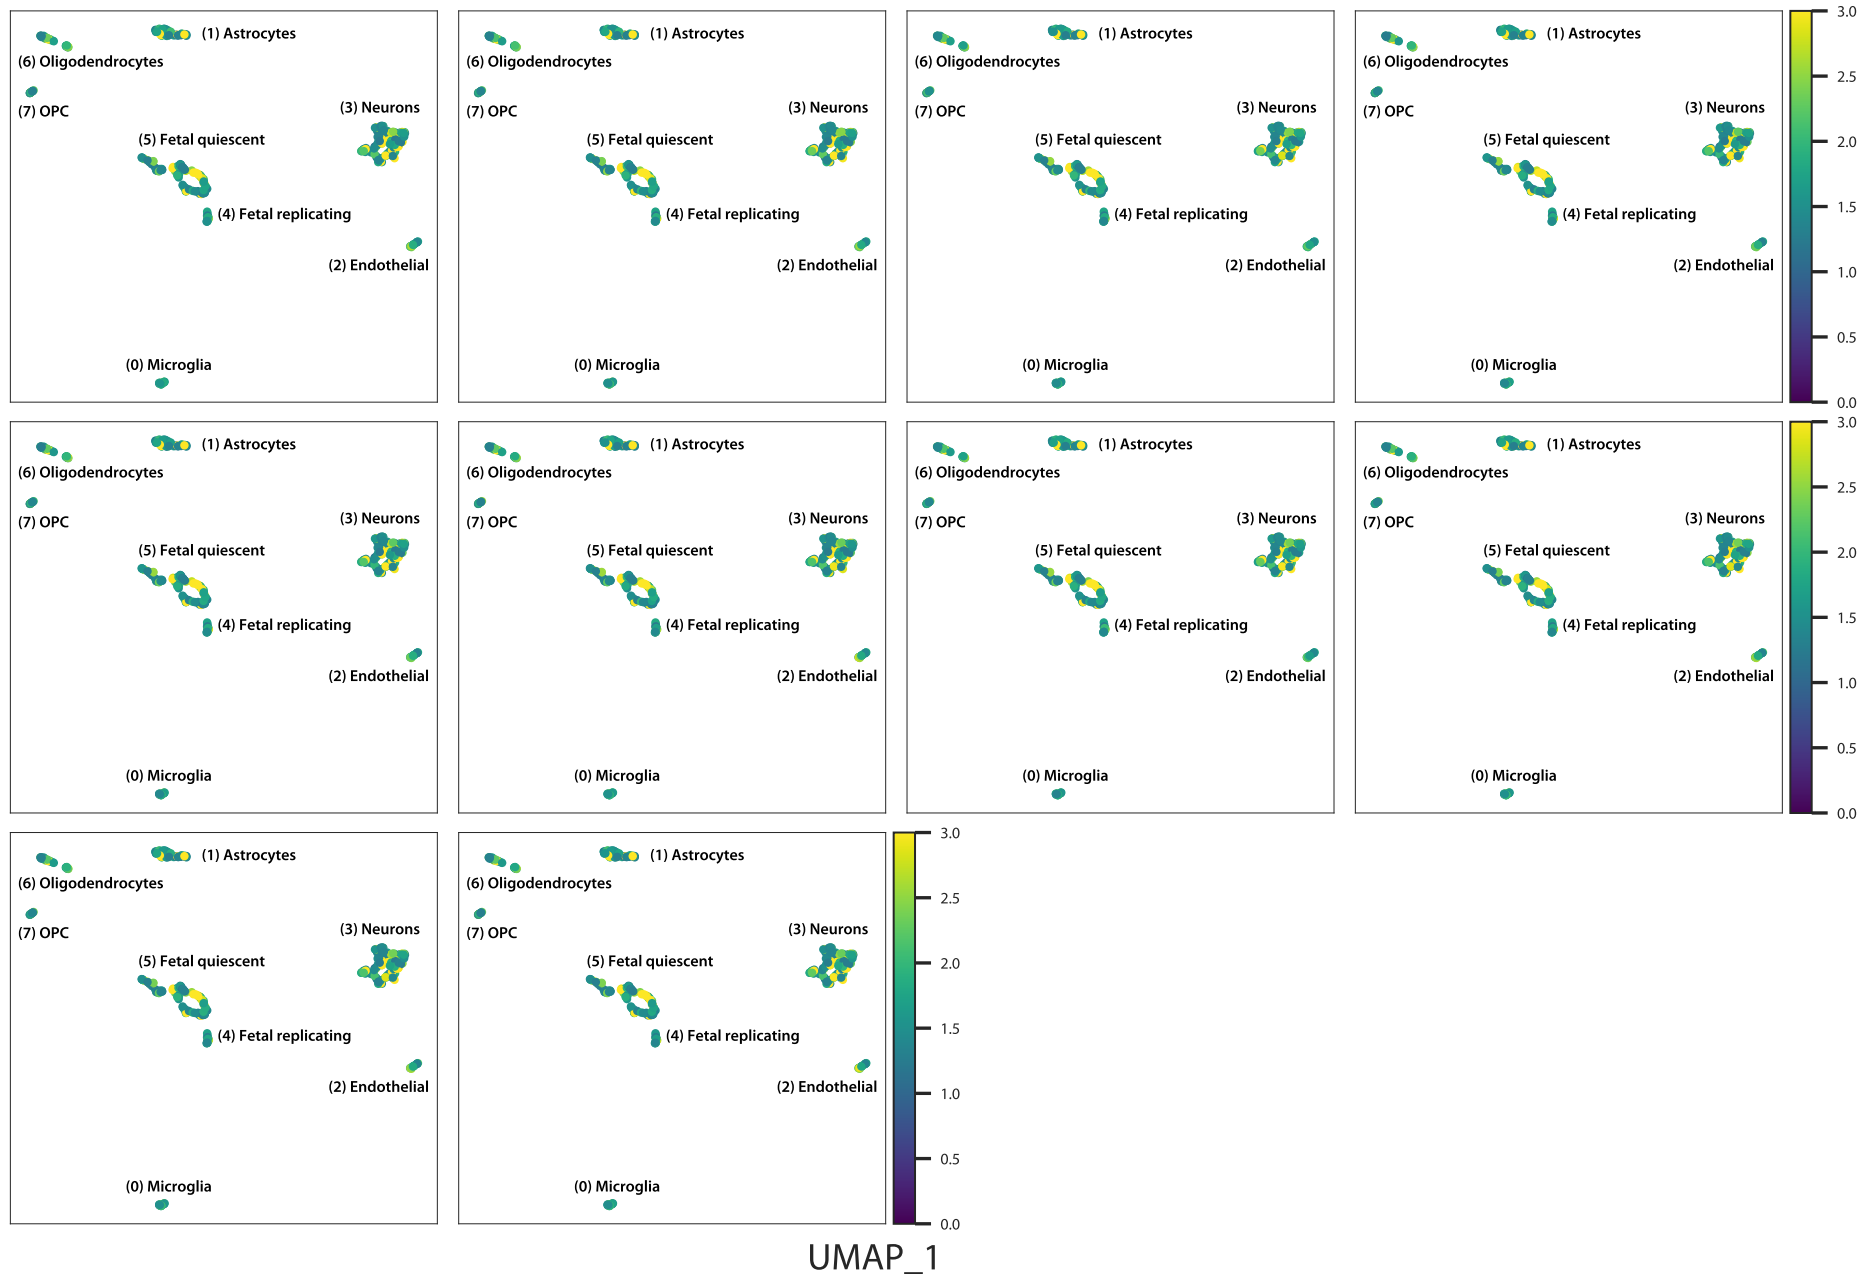 (1) Astrocytes (1) Astrocytes (1) Astrocytes (1) Astrocytes 3.0
(6) Oligodendrocytes (6) Oligodendrocytes (6) Oligodendrocytes (6) Oligodendrocytes
2.5
(7) OPC (7) OPC (7) OPC (7) OPC
(3) Neurons (3) Neurons (3) Neurons (3) Neurons
(5) Fetal quiescent (5) Fetal quiescent (5) Fetal quiescent (5) Fetal quiescent 2.0
1.5
(4) Fetal replicating (4) Fetal replicating (4) Fetal replicating (4) Fetal replicating
(2) Endothelial (2) Endothelial (2) Endothelial (2) Endothelial 1.0
0.5
(0) Microglia (0) Microglia (0) Microglia (0) Microglia
0.0
3.0
(1) Astrocytes (1) Astrocytes (1) Astrocytes (1) Astrocytes
(6) Oligodendrocytes (6) Oligodendrocytes (6) Oligodendrocytes (6) Oligodendrocytes
2.5
(7) OPC (7) OPC (7) OPC (7) OPC
(3) Neurons (3) Neurons (3) Neurons (3) Neurons
(5) Fetal quiescent (5) Fetal quiescent (5) Fetal quiescent (5) Fetal quiescent 2.0
1.5
(4) Fetal replicating (4) Fetal replicating (4) Fetal replicating (4) Fetal replicating
(2) Endothelial (2) Endothelial (2) Endothelial (2) Endothelial 1.0
0.5
(0) Microglia (0) Microglia (0) Microglia (0) Microglia
0.0
3.0
(1) Astrocytes (1) Astrocytes
(6) Oligodendrocytes (6) Oligodendrocytes
2.5
(7) OPC (7) OPC
(3) Neurons (3) Neurons
(5) Fetal quiescent (5) Fetal quiescent 2.0
1.5
(4) Fetal replicating (4) Fetal replicating
(2) Endothelial (2) Endothelial 1.0
0.5
(0) Microglia (0) Microglia
0.0
UMAP_1